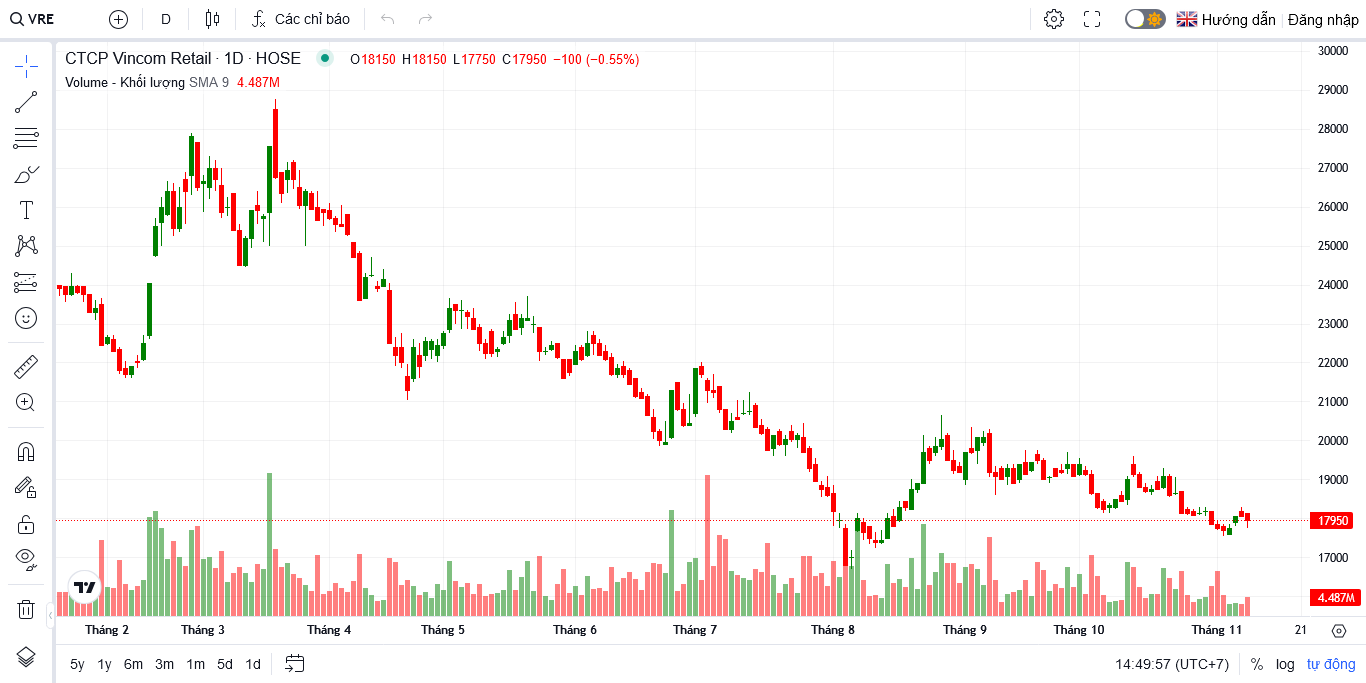 VRE D Các chỉ báo Hướng dẫn Đăng nhập
CTCP Vincom Retail · 1D · HOSE O18150 H18150 L17750 C17950 −100 (−0.55%)
Volume - Khối lượng SMA 9 4.487M
30000
29000
28000
27000
26000
25000
24000
23000
22000
21000
20000
19000
17950
17000
4.487M
Tháng 2 Tháng 3 Tháng 4 Tháng 5 Tháng 6 Tháng 7 Tháng 8 Tháng 9 Tháng 10 Tháng 11 21
5y 1y 6m 3m 1m 5d 1d 14:49:57 (UTC+7) % log tự động